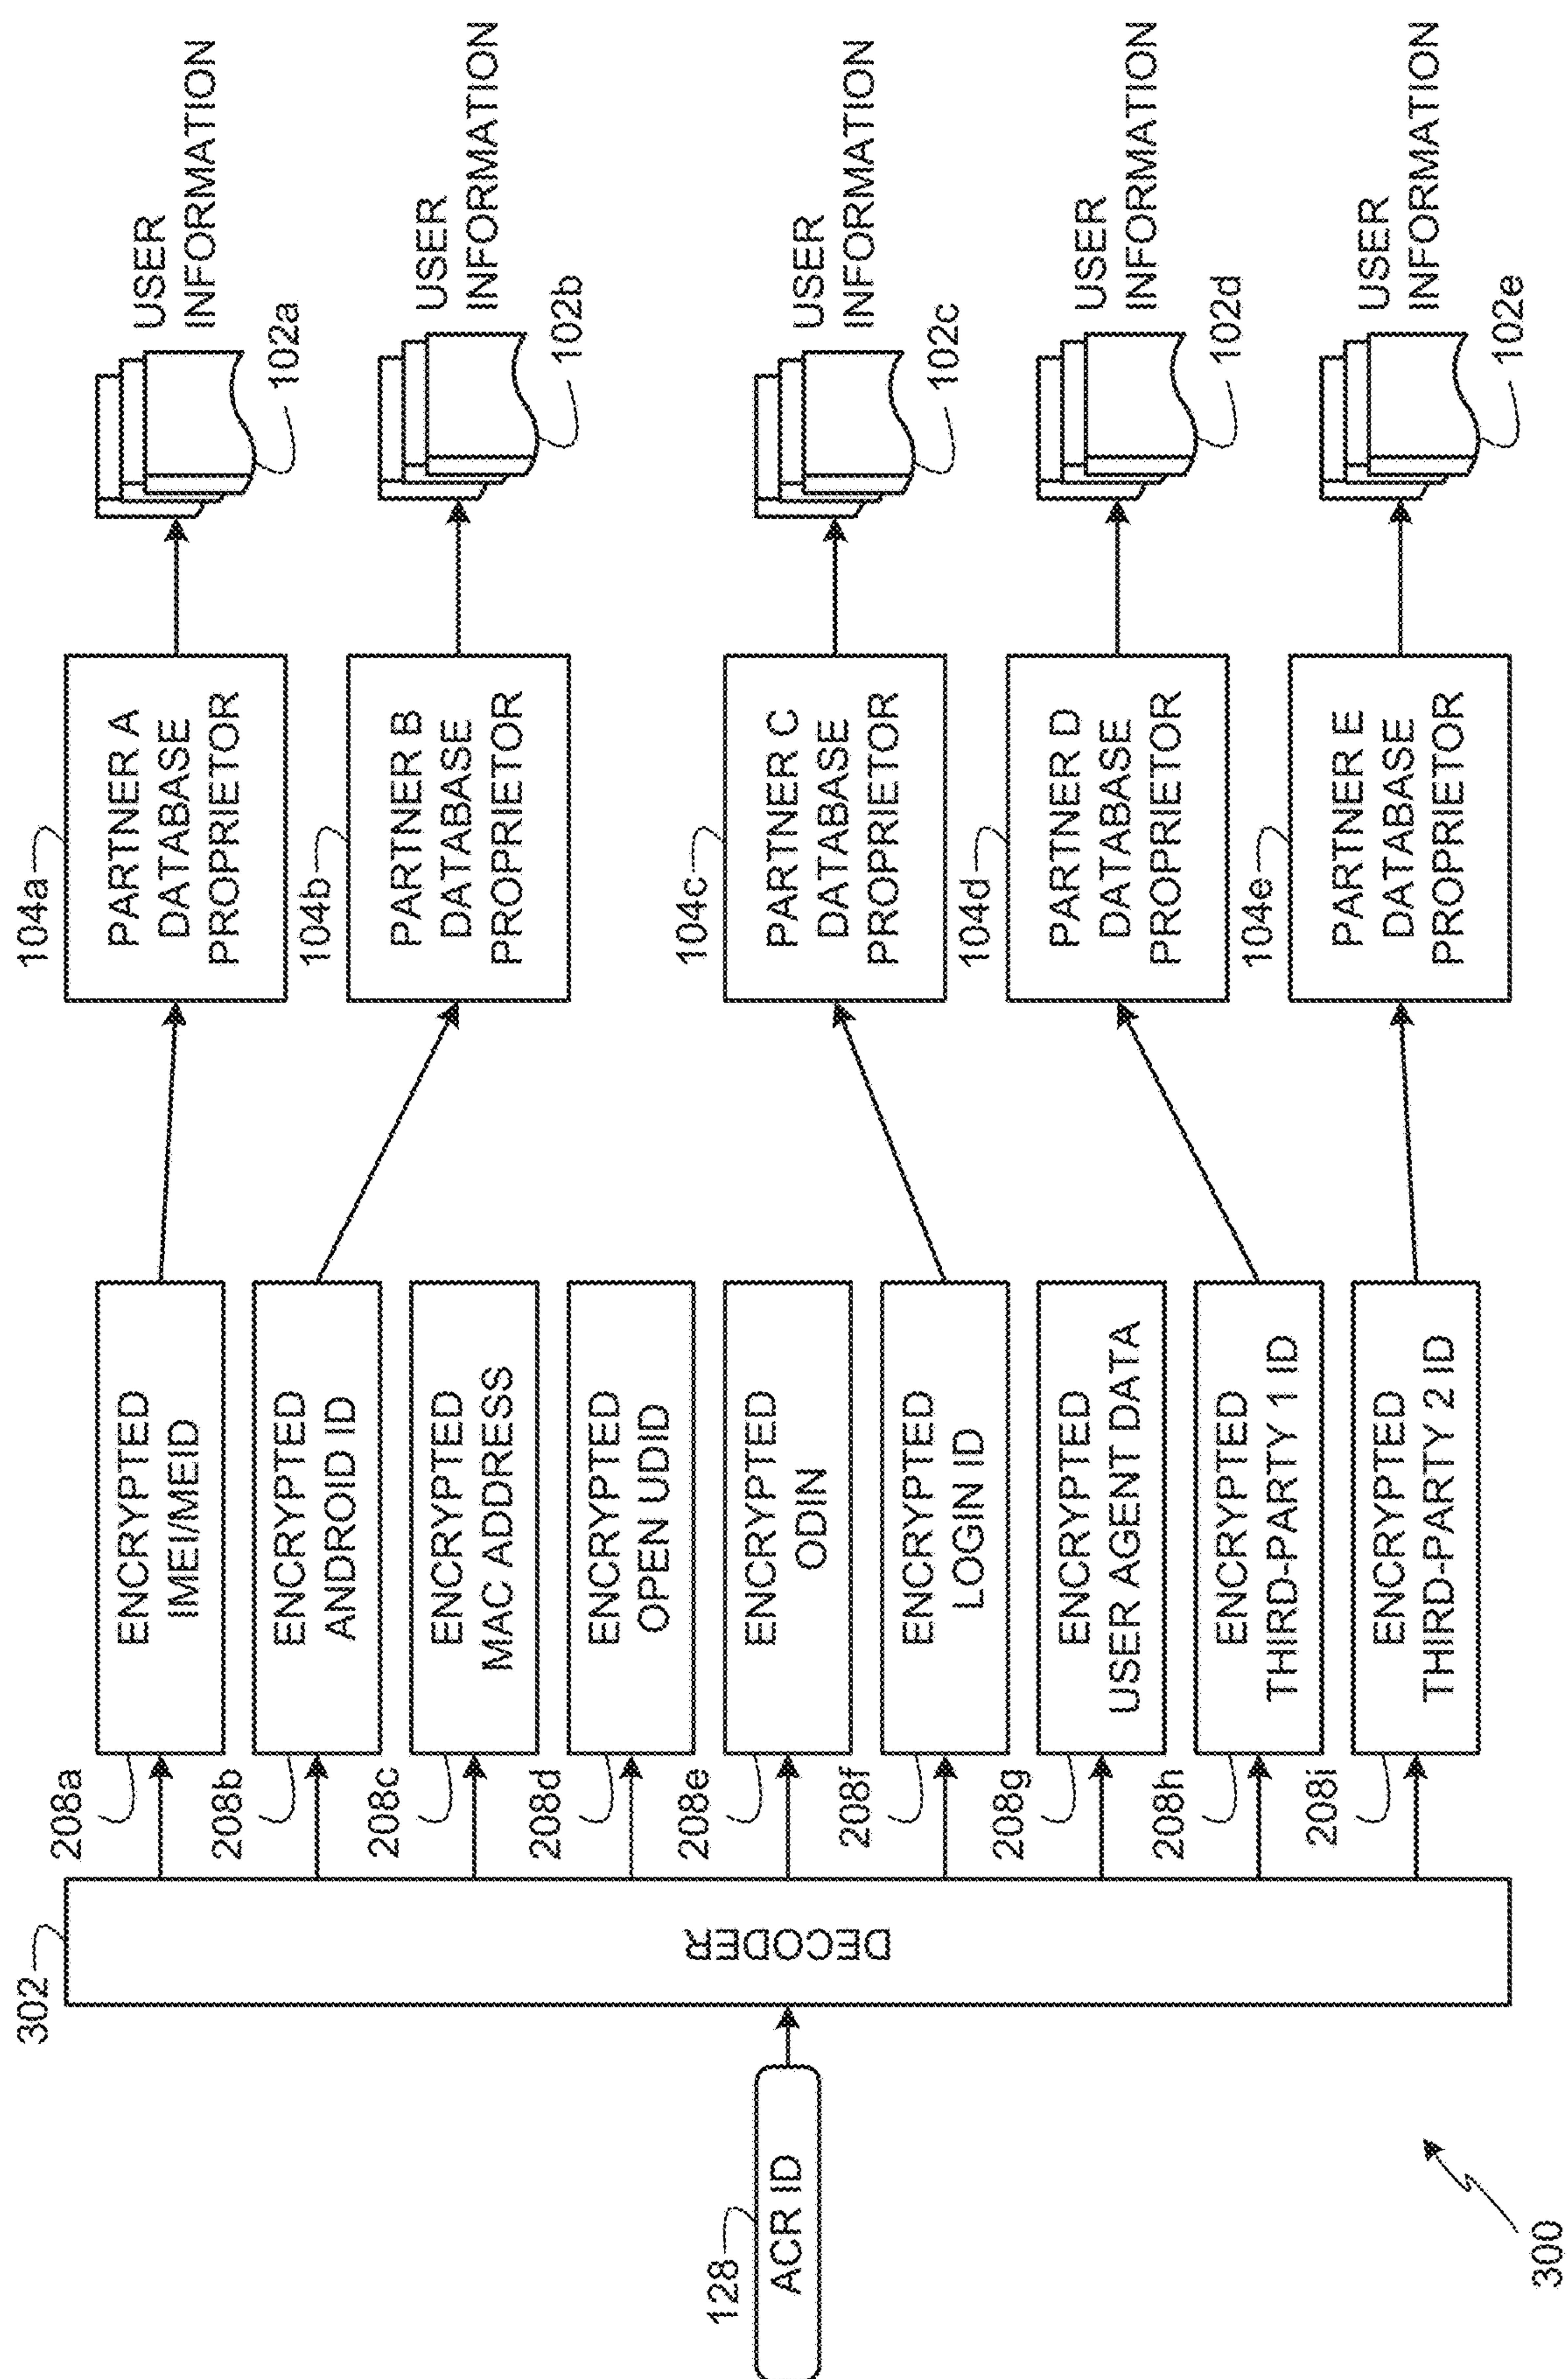 300
128
ACR ID
302
DECODER
208a
ENCRYPTED
IMEI/MEID
208b
ENCRYPTED
ANDROID ID
208c
ENCRYPTED
MAC ADDRESS
208d
ENCRYPTED
OPEN UDID
208e
ENCRYPTED
ODIN
208f
ENCRYPTED
LOGIN ID
208g
ENCRYPTED
USER AGENT DATA
208h
ENCRYPTED
THIRD-PARTY 1 ID
208i
ENCRYPTED
THIRD-PARTY 2 ID
104a
PARTNER A
DATABASE
PROPRIETOR
104b
PARTNER B
DATABASE
PROPRIETOR
104c
PARTNER C
DATABASE
PROPRIETOR
104d
PARTNER D
DATABASE
PROPRIETOR
104e
PARTNER E
DATABASE
PROPRIETOR
USER
INFORMATION
102a
USER
INFORMATION
102b
USER
INFORMATION
102c
USER
INFORMATION
102d
USER
INFORMATION
102e